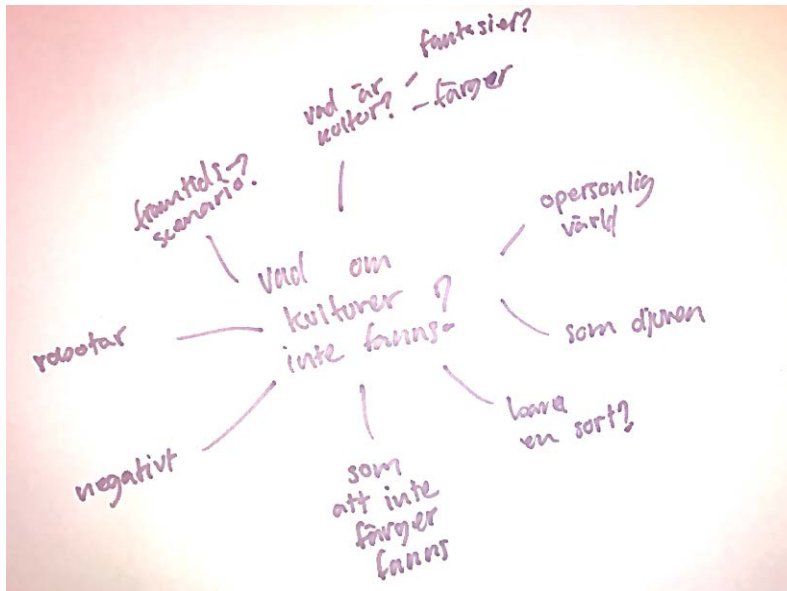 fantasier?
vad är
kultur?
- färger
framtids-
scenario?
opersonlig
värld
vad om
kulturer
inte fanns?
robotar
som djuren
bara
en sort?
negativt
som
att inte
färger
fanns